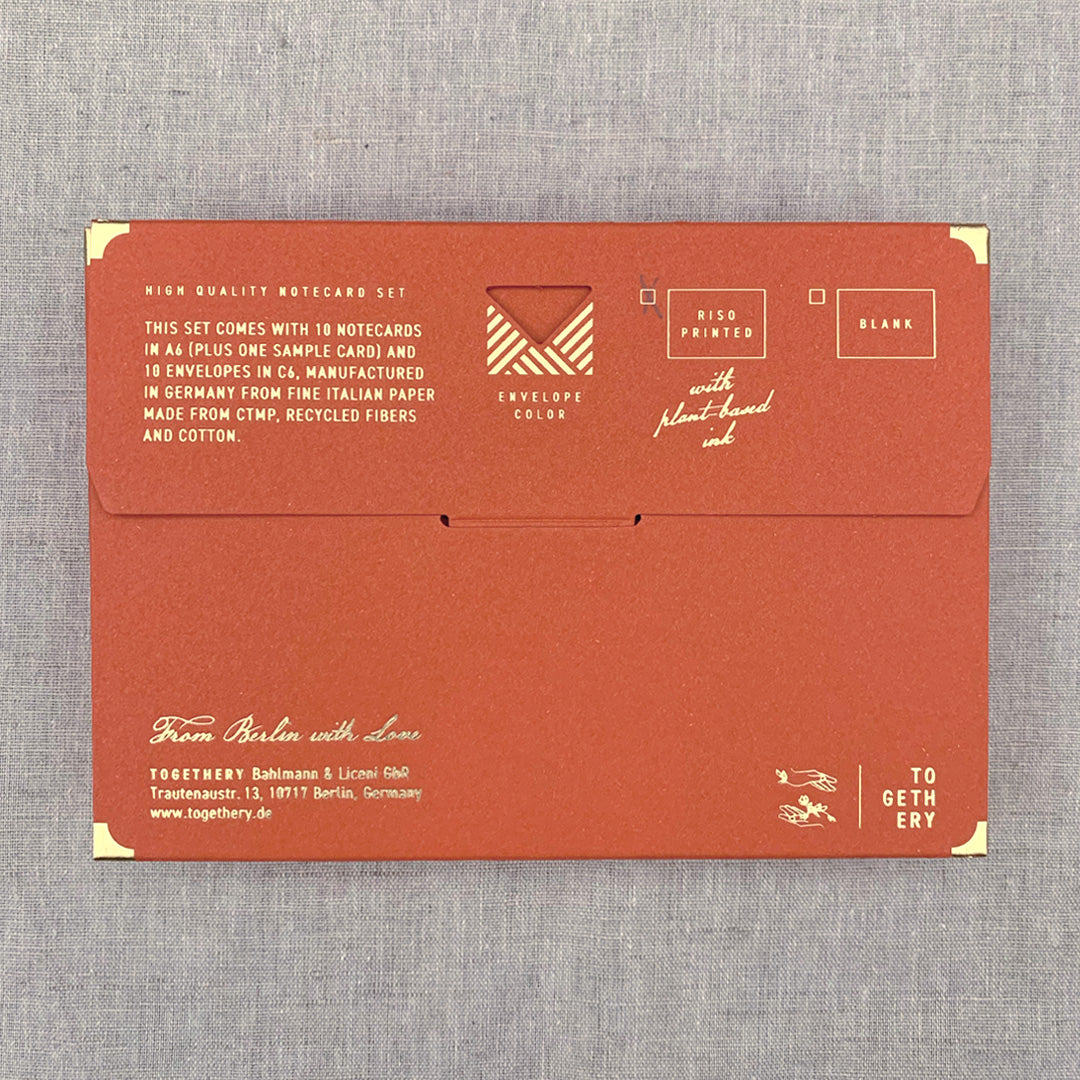 HIGH QUALITY NOTECARD SET
THIS SET COMES WITH 10 NOTECARDS
IN A6 (PLUS ONE SAMPLE CARD) AND
10 ENVELOPES IN C6, MANUFACTURED
IN GERMANY FROM FINE ITALIAN PAPER
MADE FROM CTMP, RECYCLED FIBERS
AND COTTON.
ENVELOPE
COLOR
RISO
PRINTED
with
plant-based
ink
BLANK
From Berlin with Love
TOGETHERY Bahlmann & Liceni GbR
Trautenaustr. 13, 10717 Berlin, Germany
www.togethery.de
TO
GETH
ERY